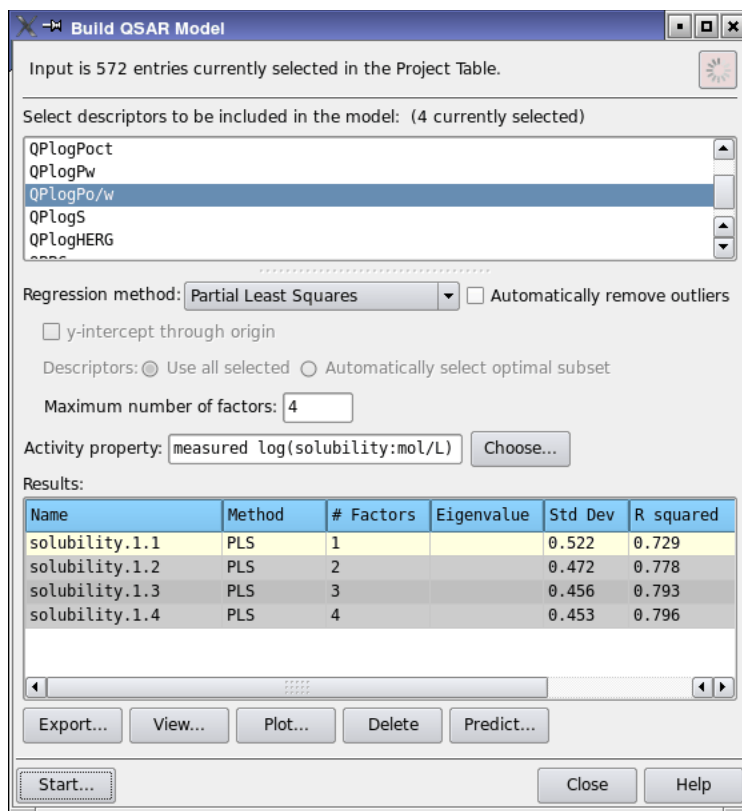 Build QSAR Model
Input is 572 entries currently selected in the Project Table.
Select descriptors to be included in the model: (4 currently selected)
QPlogPoct
QPlogPw
QPlogPo/w
QPlogS
QPlogHERG
Regression method: Partial Least Squares Automatically remove outliers
y-intercept through origin
Descriptors: Use all selected Automatically select optimal subset
Maximum number of factors: 4
Activity property: measured log(solubility:mol/L) Choose...
Results:
Name Method # Factors Eigenvalue Std Dev R squared
solubility.1.1 PLS 1 0.522 0.729
solubility.1.2 PLS 2 0.472 0.778
solubility.1.3 PLS 3 0.456 0.793
solubility.1.4 PLS 4 0.453 0.796
Export... View... Plot... Delete Predict...
Start... Close Help